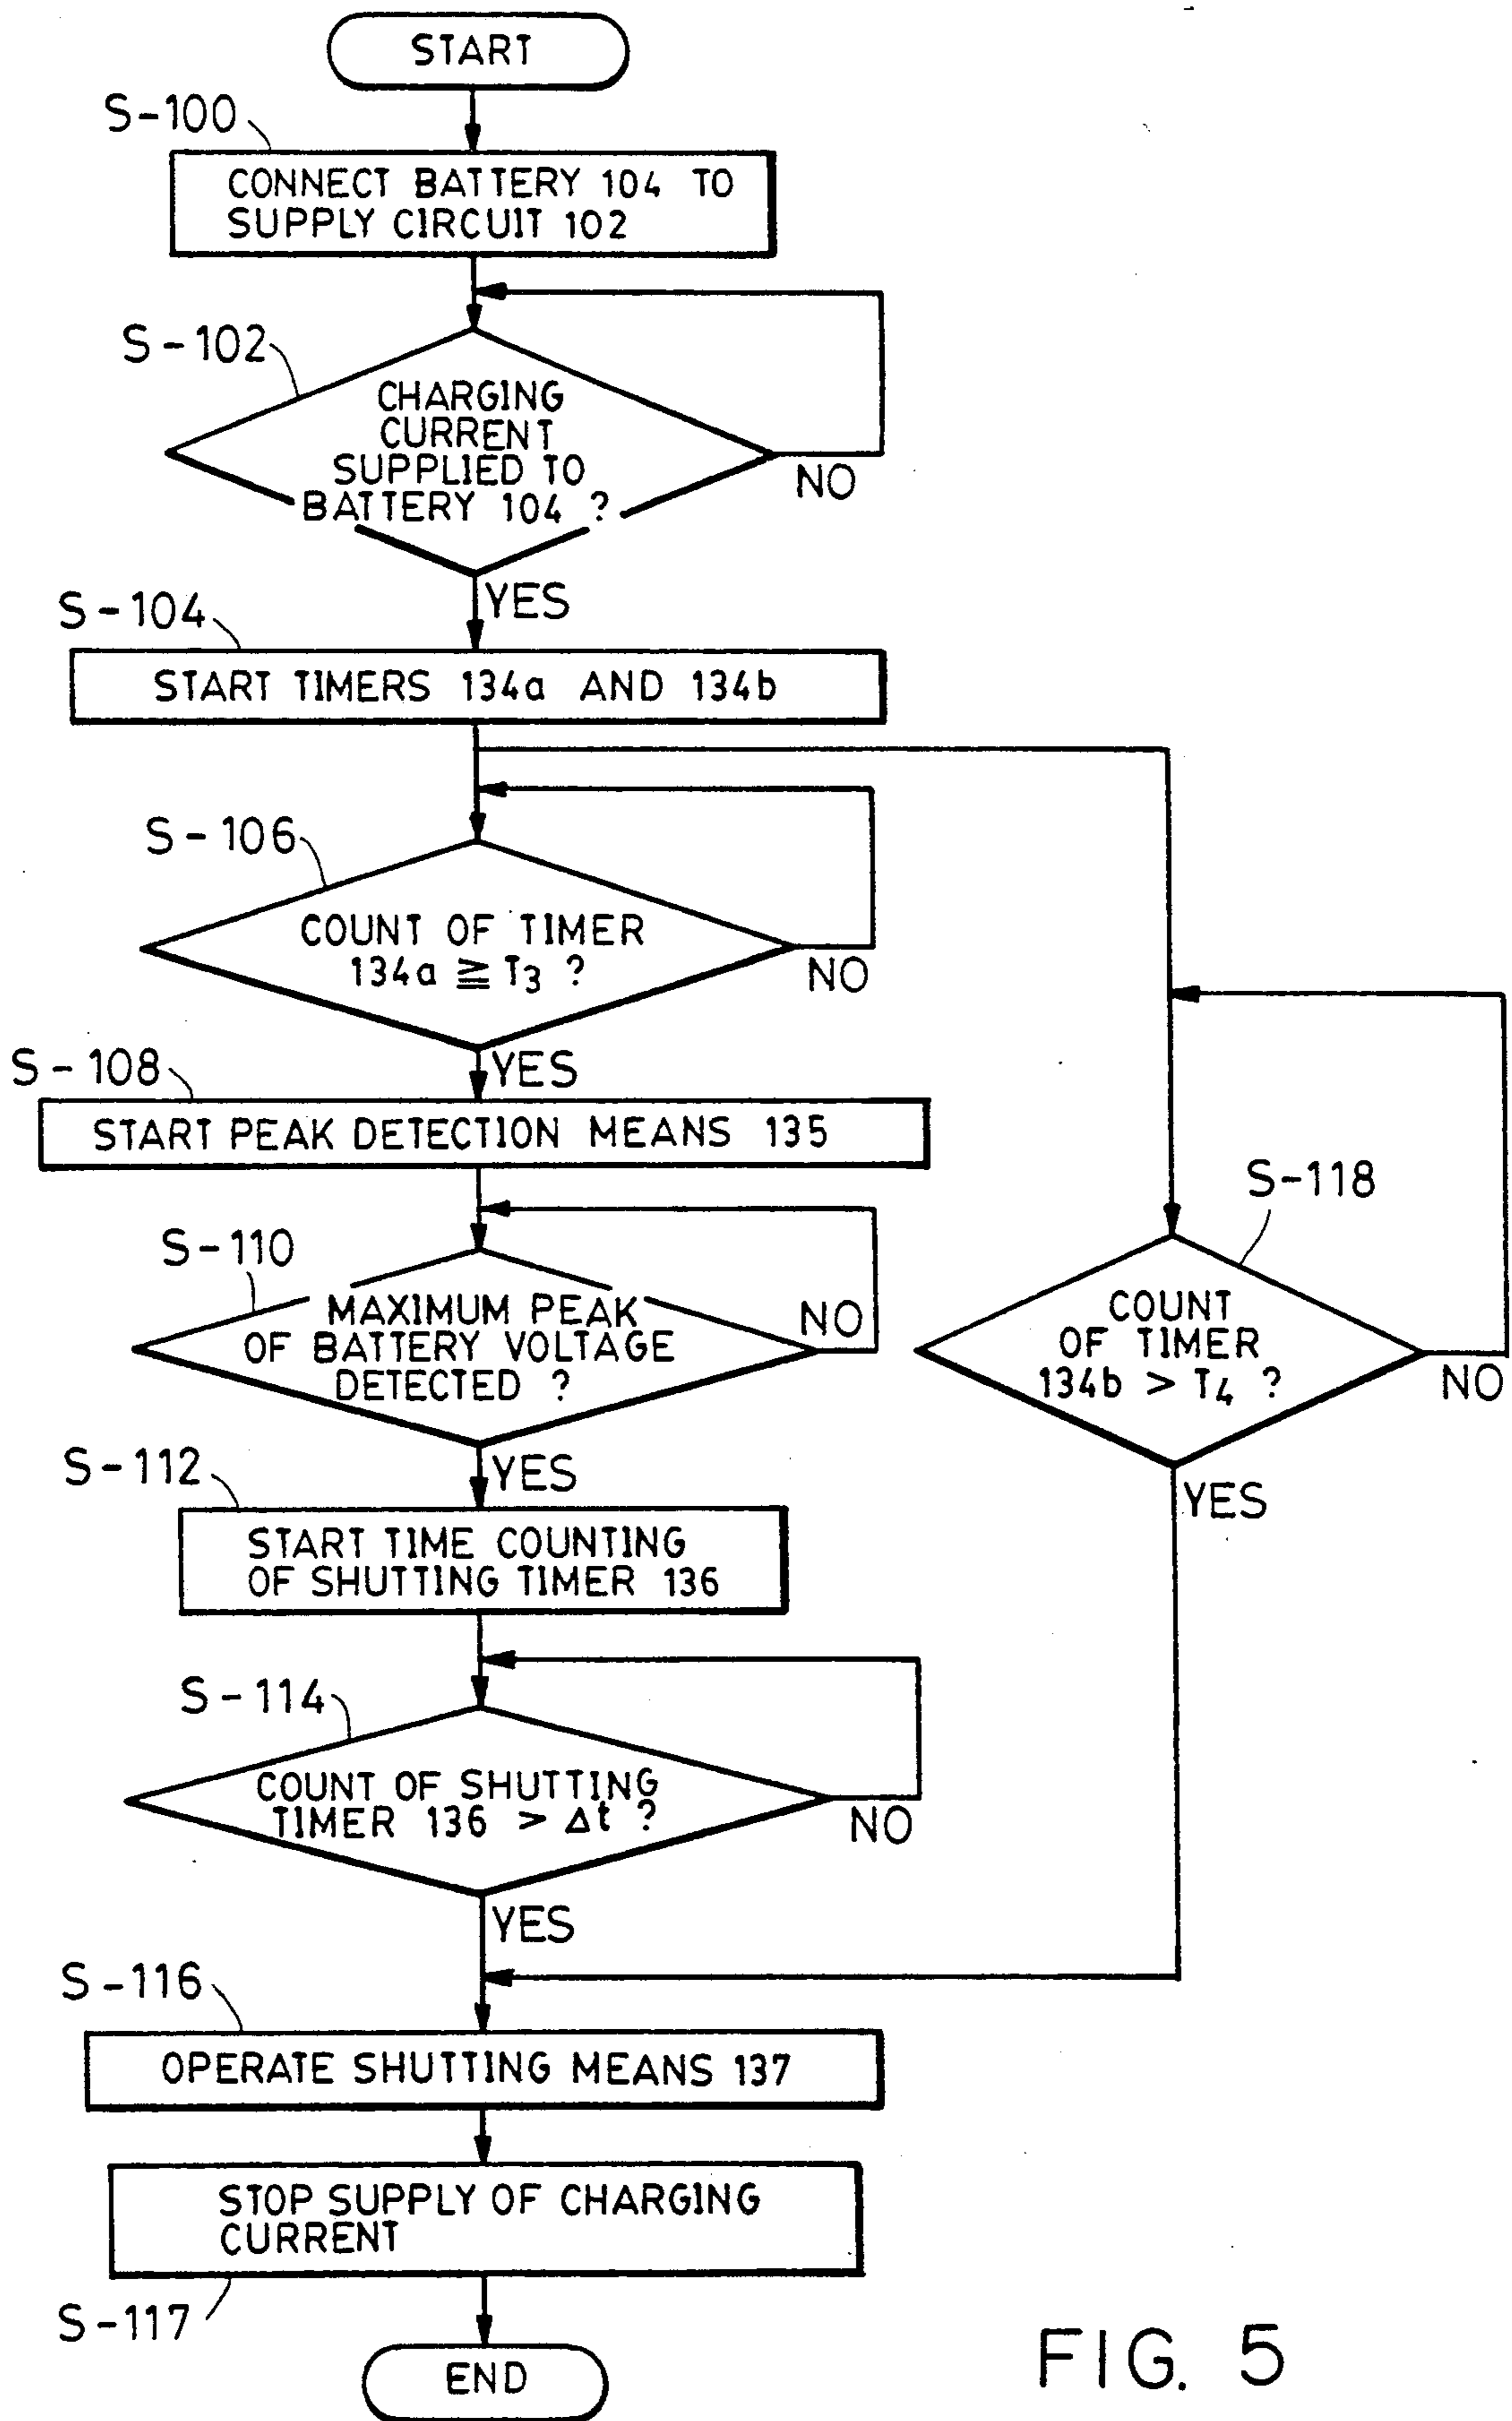 START
S-100
CONNECT BATTERY 104 TO
SUPPLY CIRCUIT 102
S-102
CHARGING
CURRENT
SUPPLIED TO
BATTERY 104 ?
NO
YES
S-104
START TIMERS 134a AND 134b
S-106
COUNT OF TIMER
134a ≧ T3 ?
NO
YES
S-108
START PEAK DETECTION MEANS 135
S-110
MAXIMUM PEAK
OF BATTERY VOLTAGE
DETECTED ?
NO
YES
S-118
COUNT
OF TIMER
134b > T4 ?
NO
YES
S-112
START TIME COUNTING
OF SHUTTING TIMER 136
S-114
COUNT OF SHUTTING
TIMER 136 > Δt ?
NO
YES
S-116
OPERATE SHUTTING MEANS 137
STOP SUPPLY OF CHARGING
CURRENT
S-117
END
FIG. 5